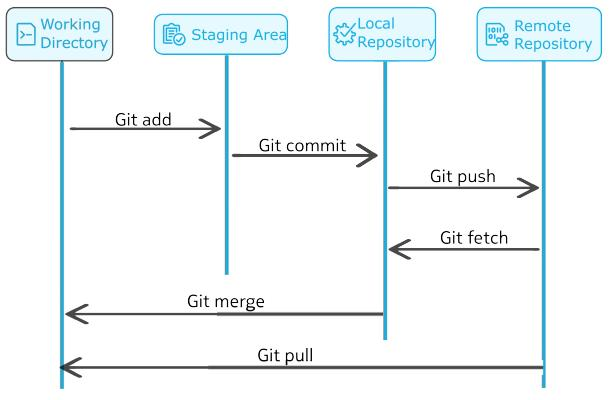 Working
Directory
Staging Area
Local
Repository
Remote
Repository
Git add
Git commit
Git push
Git fetch
Git merge
Git pull